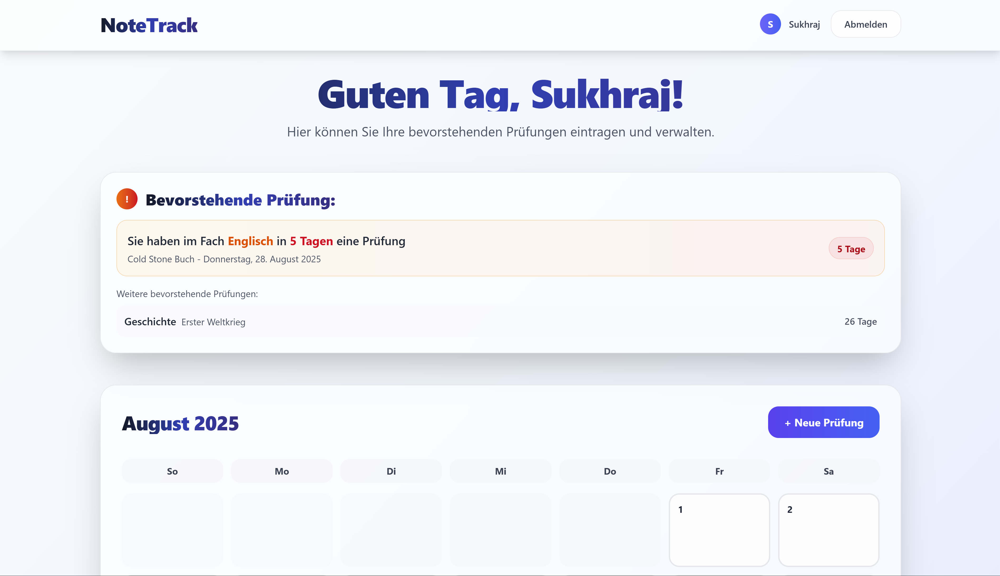 NoteTrack
S Sukhraj Abmelden
Guten Tag, Sukhraj!
Hier können Sie Ihre bevorstehenden Prüfungen eintragen und verwalten.
! Bevorstehende Prüfung:
Sie haben im Fach Englisch in 5 Tagen eine Prüfung
Cold Stone Buch - Donnerstag, 28. August 2025
5 Tage
Weitere bevorstehende Prüfungen:
Geschichte Erster Weltkrieg 26 Tage
August 2025 + Neue Prüfung
So Mo Di Mi Do Fr Sa
1 2